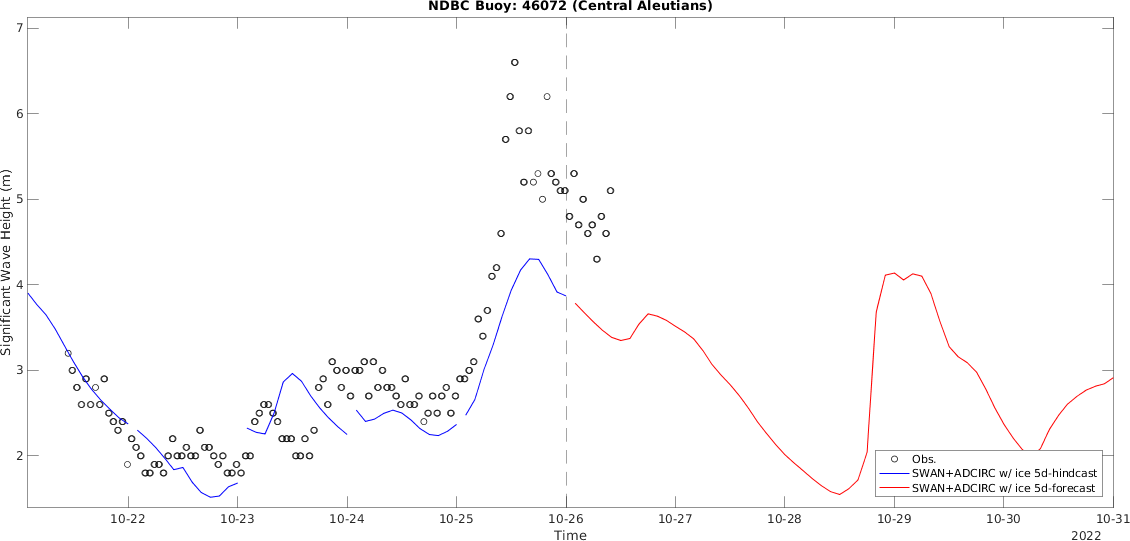 NDBC Buoy: 46072 (Central Aleutians)
7
6
5
4
3
2
Significant Wave Height (m)
Obs.
SWAN+ADCIRC w/ ice 5d-hindcast
SWAN+ADCIRC w/ ice 5d-forecast
10-22 10-23 10-24 10-25 10-26 10-27 10-28 10-29 10-30 10-31
Time
2022